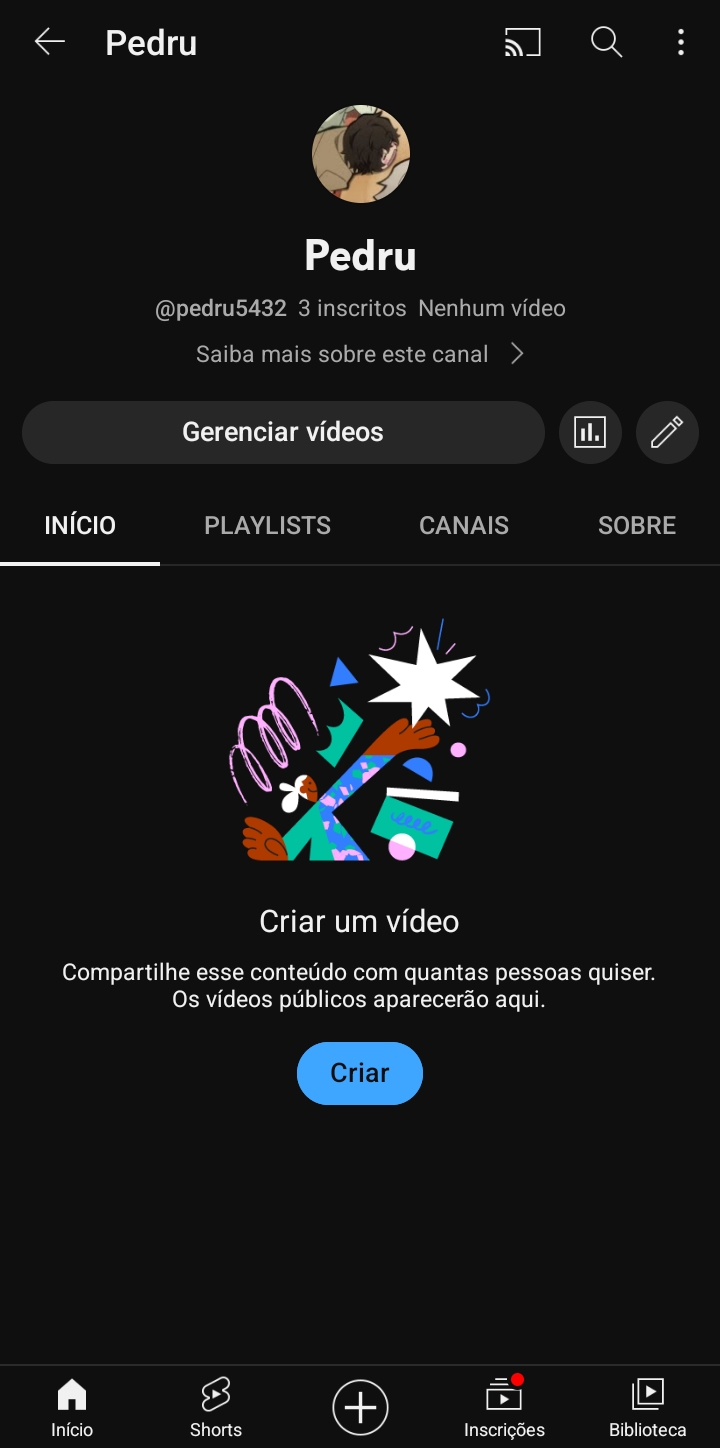 Pedru
Pedru
@pedru5432 3 inscritos Nenhum vídeo
Saiba mais sobre este canal
Gerenciar vídeos
INÍCIO PLAYLISTS CANAIS SOBRE
Criar um vídeo
Compartilhe esse conteúdo com quantas pessoas quiser.
Os vídeos públicos aparecerão aqui.
Criar
Início Shorts Inscrições Biblioteca